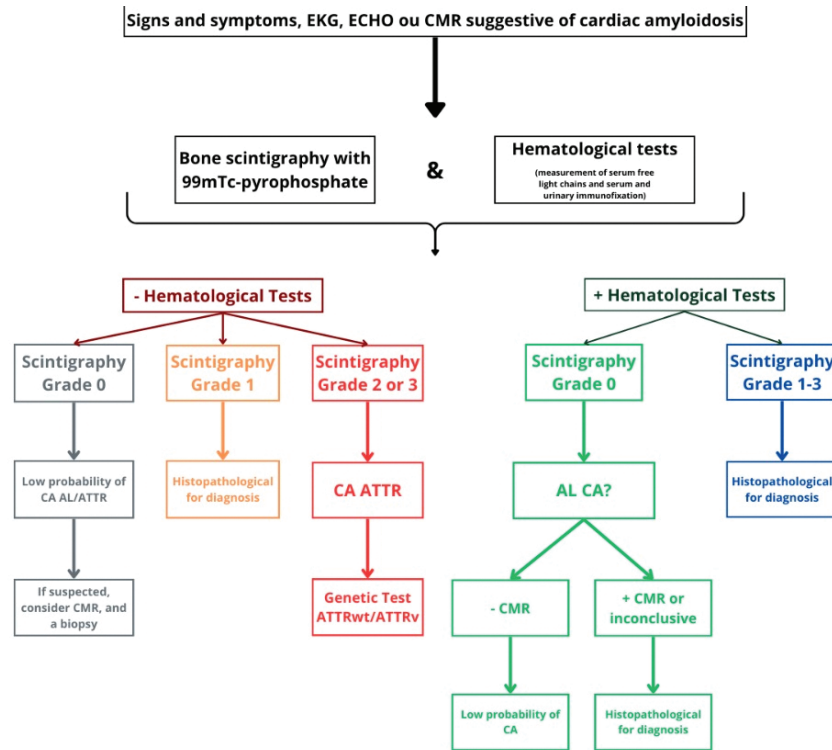 Signs and symptoms, EKG, ECHO ou CMR suggestive of cardiac amyloidosis
Bone scintigraphy with
99mTc-pyrophosphate
&
Hematological tests
(measurement of serum free
light chains and serum and
urinary immunofixation)
- Hematological Tests
+ Hematological Tests
Scintigraphy
Grade 0
Scintigraphy
Grade 1
Scintigraphy
Grade 2 or 3
Scintigraphy
Grade 0
Scintigraphy
Grade 1-3
Low probability of
CA AL/ATTR
Histopathological
for diagnosis
CA ATTR
AL CA?
Histopathological
for diagnosis
If suspected,
consider CMR, and
a biopsy
Genetic Test
ATTRwt/ATTRv
- CMR
+ CMR or
inconclusive
Low probability of
CA
Histopathological
for diagnosis